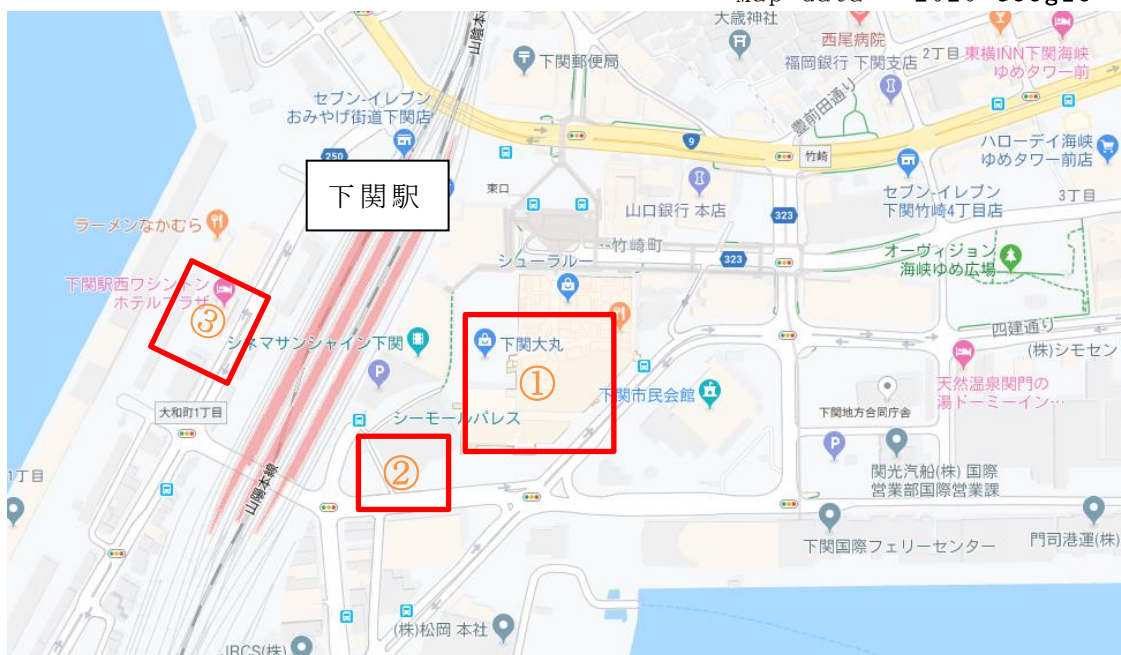 大歳神社
西尾病院
2丁目
東横INN下関海峡
ゆめタワー前
福岡銀行 下関支店
下関郵便局
山陰本線
セブン-イレブン
おみやげ街道下関店
豊前田通り
9
竹崎
ハローデイ海峡
ゆめタワー前店
250
下関駅
東口
山口銀行 本店
323
セブン-イレブン
下関竹崎4丁目店
3丁目
ラーメンなかむら
竹崎町
シューラルー
323
オーヴィジョン
海峡ゆめ広場
下関駅西ワシントン
ホテルプラザ
③
シネマサンシャイン下関
下関大丸
四建通り
(株)シモセン
①
P
下関市民会館
天然温泉関門の
湯ドーミーイン…
大和町1丁目
シーモールパレス
下関地方合同庁舎
②
P
関光汽船(株) 国際
営業部国際営業課
1丁目
山陽本線
下関国際フェリーセンター
門司港運(株)
(株)松岡 本社
JRCS(株)